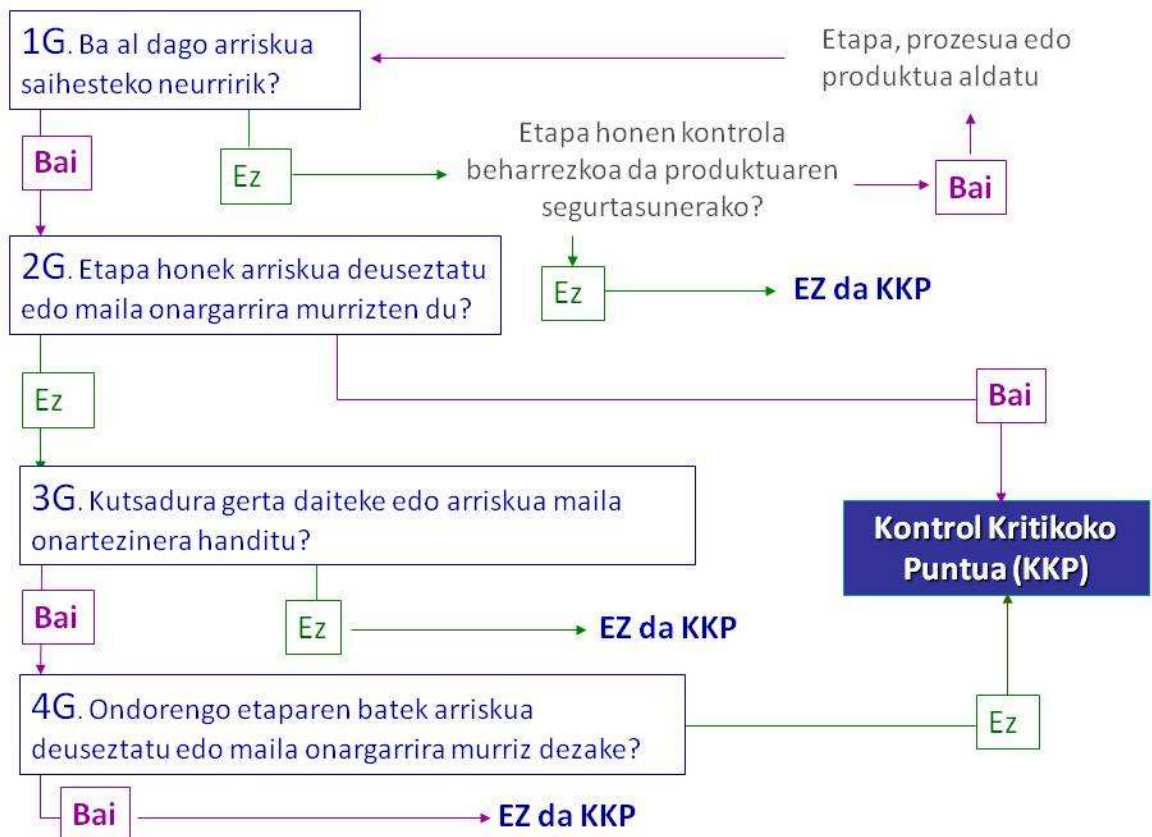 1G. Ba al dago arriskua
saihesteko neurririk?
Etapa, prozesua edo
produktua aldatu
Bai
Ez
Etapa honen kontrola
beharrezkoa da produktuaren
segurtasunerako?
Bai
2G. Etapa honek arriskua deuseztatu
edo maila onargarrira murrizten du?
Ez
EZ da KKP
Ez
Bai
3G. Kutsadura gerta daiteke edo arriskua maila
onartezinera handitu?
Kontrol Kritikoko
Puntua (KKP)
Bai
Ez
EZ da KKP
4G. Ondorengo etaparen batek arriskua
deuseztatu edo maila onargarrira murriz dezake?
Ez
Bai
EZ da KKP